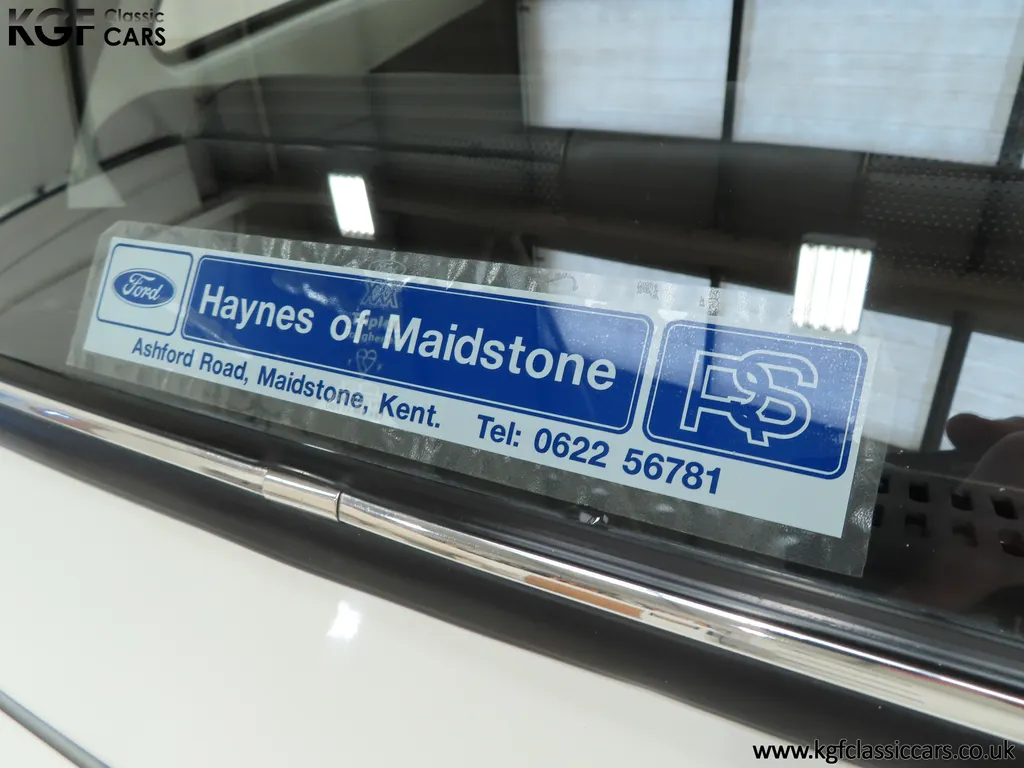 KGF Classic
CARS
Ford
Haynes of Maidstone
RS
Ashford Road, Maidstone, Kent. Tel: 0622 56781
www.kgfclassiccars.co.uk